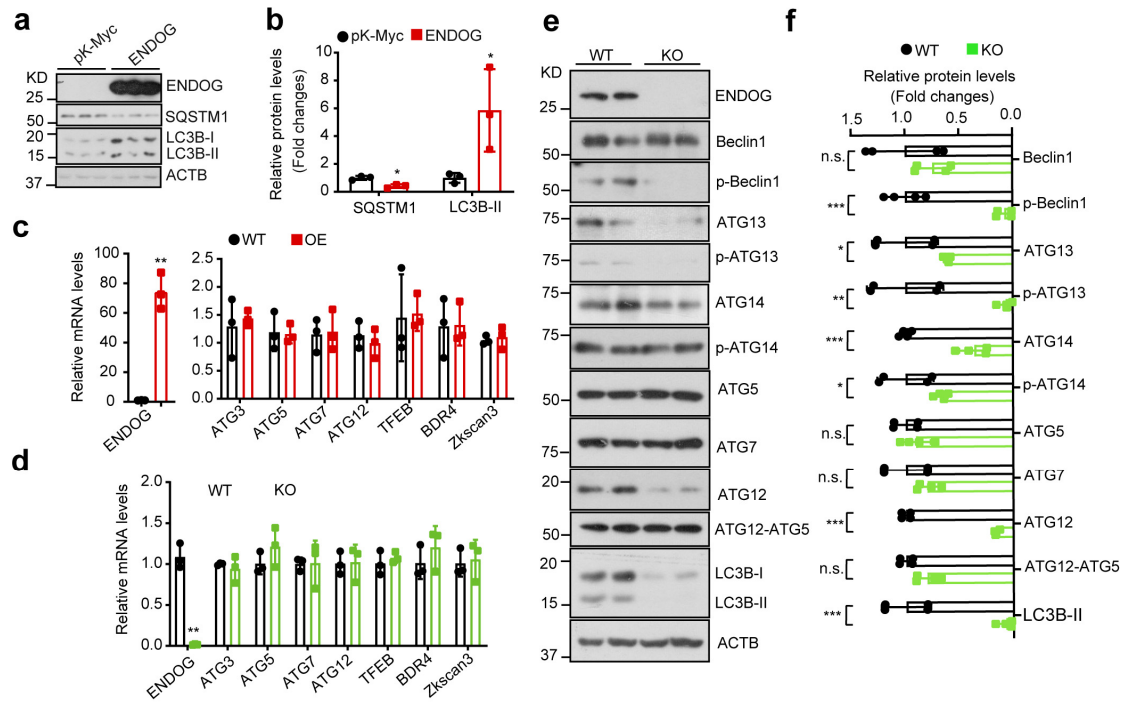 a
pK-Myc
ENDOG
KD
25
50
20
15
37
ENDOG
SQSTM1
LC3B-I
LC3B-II
ACTB
b
pK-Myc ENDOG
Relative protein levels
(Fold changes)
10
8
6
4
2
0
*
*
SQSTM1 LC3B-II
c
WT OE
Relative mRNA levels
100
80
60
40
20
0
**
ENDOG
2.5
2.0
1.5
1.0
0.5
0.0
ATG3 ATG5 ATG7 ATG12 TFEB BDR4 Zkscan3
d
WT KO
Relative mRNA levels
2.0
1.5
1.0
0.5
0.0
**
ENDOG ATG3 ATG5 ATG7 ATG12 TFEB BDR4 Zkscan3
e
WT KO
KD
25
ENDOG
50
Beclin1
50
p-Beclin1
75
ATG13
75
p-ATG13
75
ATG14
75
p-ATG14
50
ATG5
75
ATG7
20
ATG12
50
ATG12-ATG5
20
LC3B-I
15
LC3B-II
37
ACTB
f
WT KO
Relative protein levels
(Fold changes)
1.5 1.0 0.5 0.0
n.s. Beclin1
*** p-Beclin1
* ATG13
** p-ATG13
*** ATG14
* p-ATG14
n.s. ATG5
n.s. ATG7
*** ATG12
n.s. ATG12-ATG5
*** LC3B-II